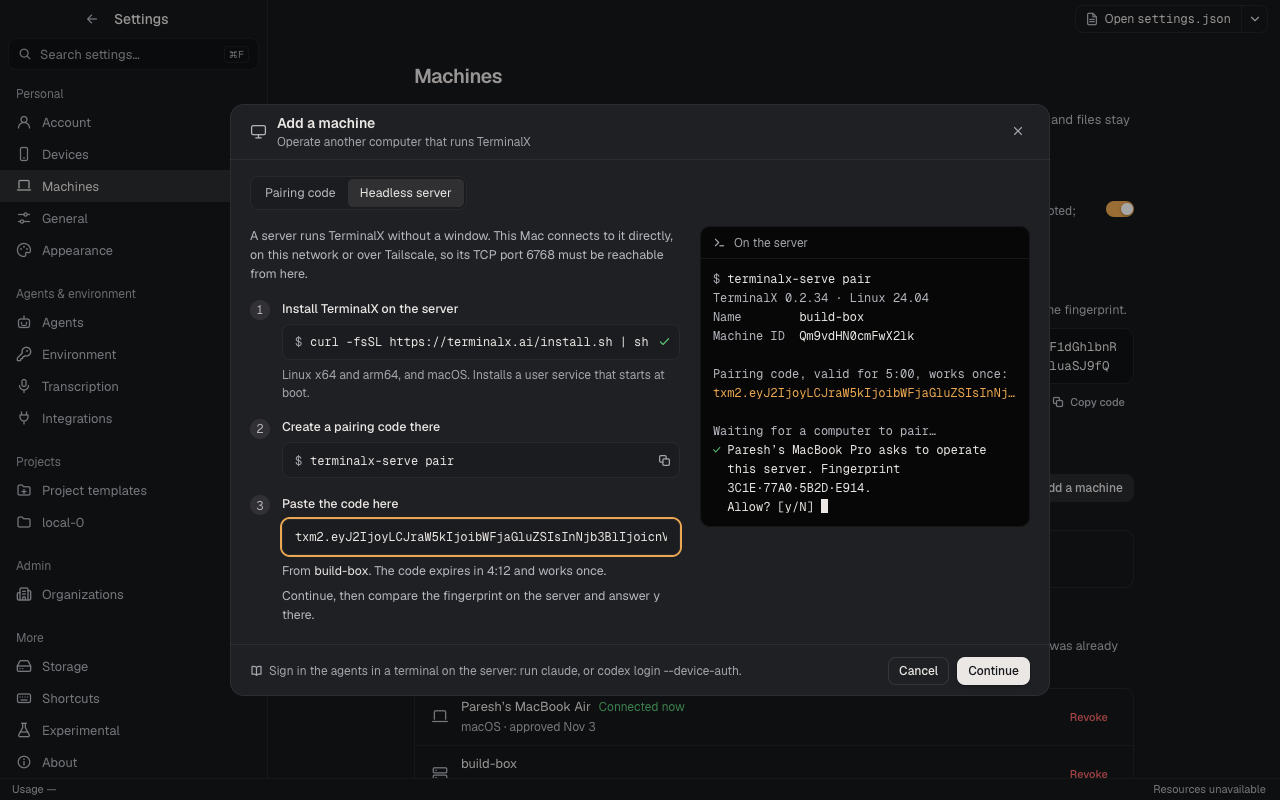 Settings
Open settings.json
Search settings…
⌘F
Personal
Account
Devices
Machines
General
Appearance
Agents & environment
Agents
Environment
Transcription
Integrations
Projects
Project templates
local-0
Admin
Organizations
More
Storage
Shortcuts
Experimental
About
Usage —
Resources unavailable
Machines
and files stay
Add a machine
Operate another computer that runs TerminalX
Pairing code
Headless server
A server runs TerminalX without a window. This Mac connects to it directly,
on this network or over Tailscale, so its TCP port 6768 must be reachable
from here.
1
Install TerminalX on the server
$ curl -fsSL https://terminalx.ai/install.sh | sh
Linux x64 and arm64, and macOS. Installs a user service that starts at
boot.
2
Create a pairing code there
$ terminalx-serve pair
3
Paste the code here
txm2.eyJ2IjoyLCJraW5kIjoibWFjaGluZSIsInNjb3BlIjoicnV
From build-box. The code expires in 4:12 and works once.
Continue, then compare the fingerprint on the server and answer y
there.
On the server
$ terminalx-serve pair
TerminalX 0.2.34 · Linux 24.04
Name build-box
Machine ID Qm9vdHN0cmFwX2lk
Pairing code, valid for 5:00, works once:
txm2.eyJ2IjoyLCJraW5kIjoibWFjaGluZSIsInNj…
Waiting for a computer to pair…
✓ Paresh's MacBook Pro asks to operate
this server. Fingerprint
3C1E·77A0·5B2D·E914.
Allow? [y/N]
Sign in the agents in a terminal on the server: run claude, or codex login --device-auth.
Cancel
Continue
pted;
he fingerprint.
F1dGhlbnR
luaSJ9fQ
Copy code
dd a machine
was already
Paresh's MacBook Air Connected now
macOS · approved Nov 3
Revoke
build-box
Revoke